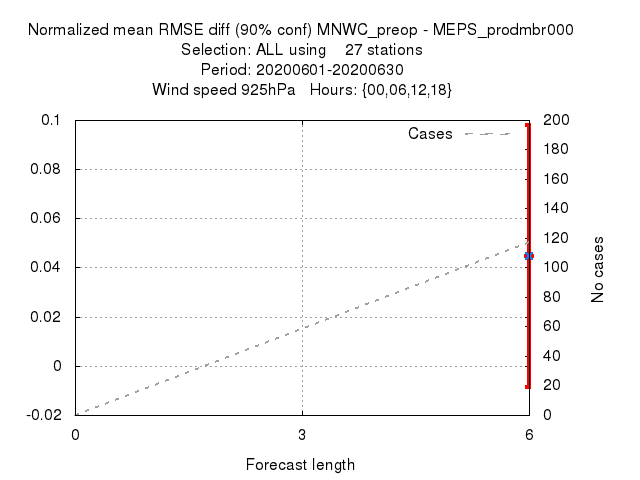 Normalized mean RMSE diff (90% conf) MNWC_preop - MEPS_prodmbr000
Selection: ALL using 27 stations
Period: 20200601-20200630
Wind speed 925hPa Hours: {00,06,12,18}
0.1
0.08
0.06
0.04
0.02
0
-0.02
Cases
200
180
160
140
120
100
80
60
40
20
0
No cases
0 3 6
Forecast length